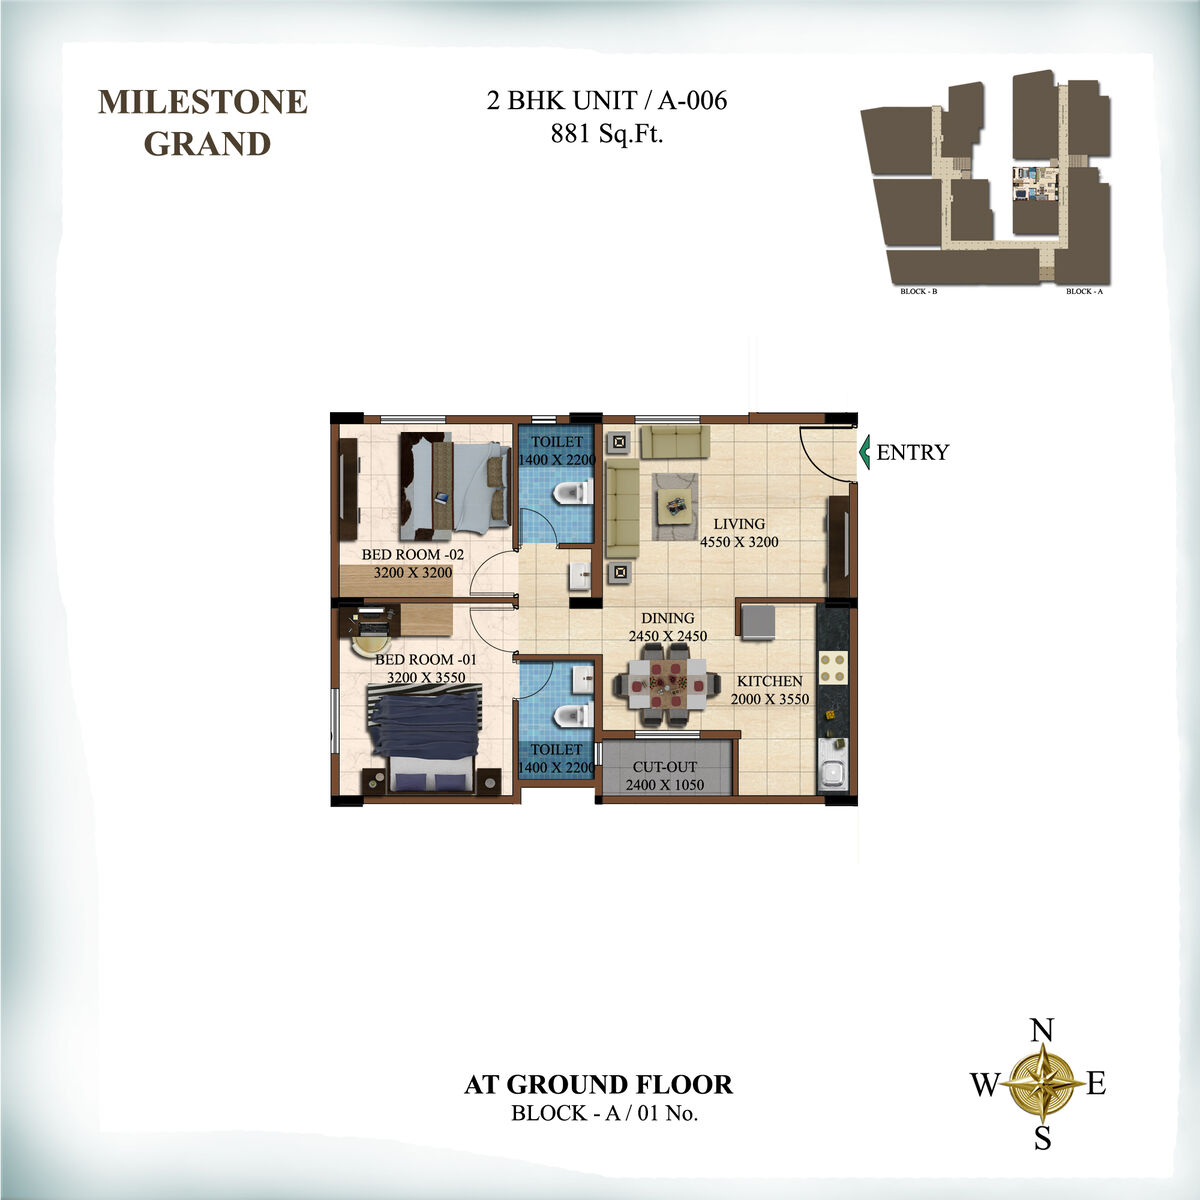 MILESTONE
GRAND
2 BHK UNIT / A-006
881 Sq.Ft.
BLOCK - B
BLOCK - A
TOILET
1400 X 2200
ENTRY
LIVING
4550 X 3200
BED ROOM -02
3200 X 3200
DINING
2450 X 2450
BED ROOM -01
3200 X 3550
KITCHEN
2000 X 3550
TOILET
1400 X 2200
CUT-OUT
2400 X 1050
N
W
E
S
AT GROUND FLOOR
BLOCK - A / 01 No.